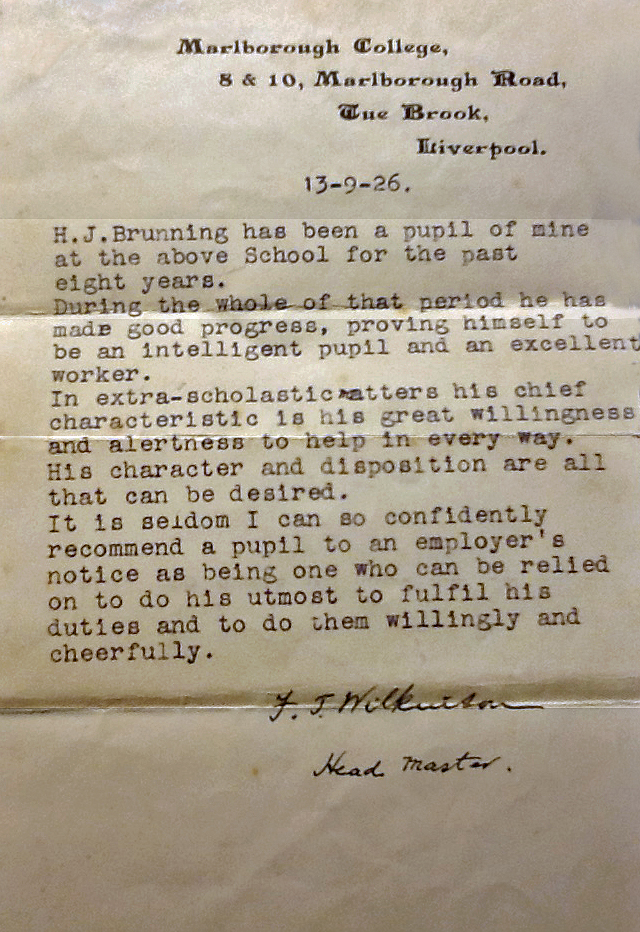 Marlborough College,
8 & 10, Marlborough Road,
Tue Brook,
Liverpool.
13-9-26.
H.J.Brunning has been a pupil of mine
at the above School for the past
eight years.
During the whole of that period he has
made good progress, proving himself to
be an intelligent pupil and an excellent
worker.
In extra-scholastic matters his chief
characteristic is his great willingness
and alertness to help in every way.
His character and disposition are all
that can be desired.
It is seldom I can so confidently
recommend a pupil to an employer's
notice as being one who can be relied
on to do his utmost to fulfil his
duties and to do them willingly and
cheerfully.
F. J. Wilkinson
Head Master.